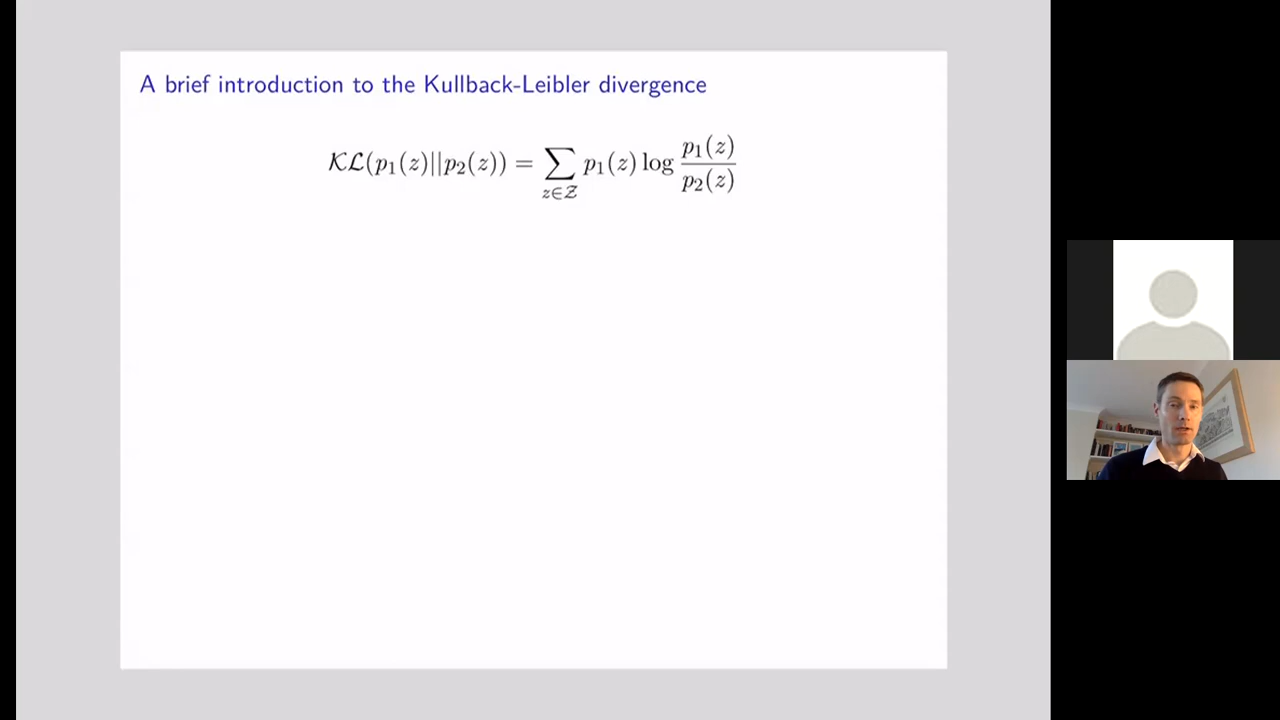 A brief introduction to the Kullback-Leibler divergence
𝒦ℒ(p₁(z)||p₂(z)) = ∑_{z∈𝒵} p₁(z) log p₁(z)/p₂(z)